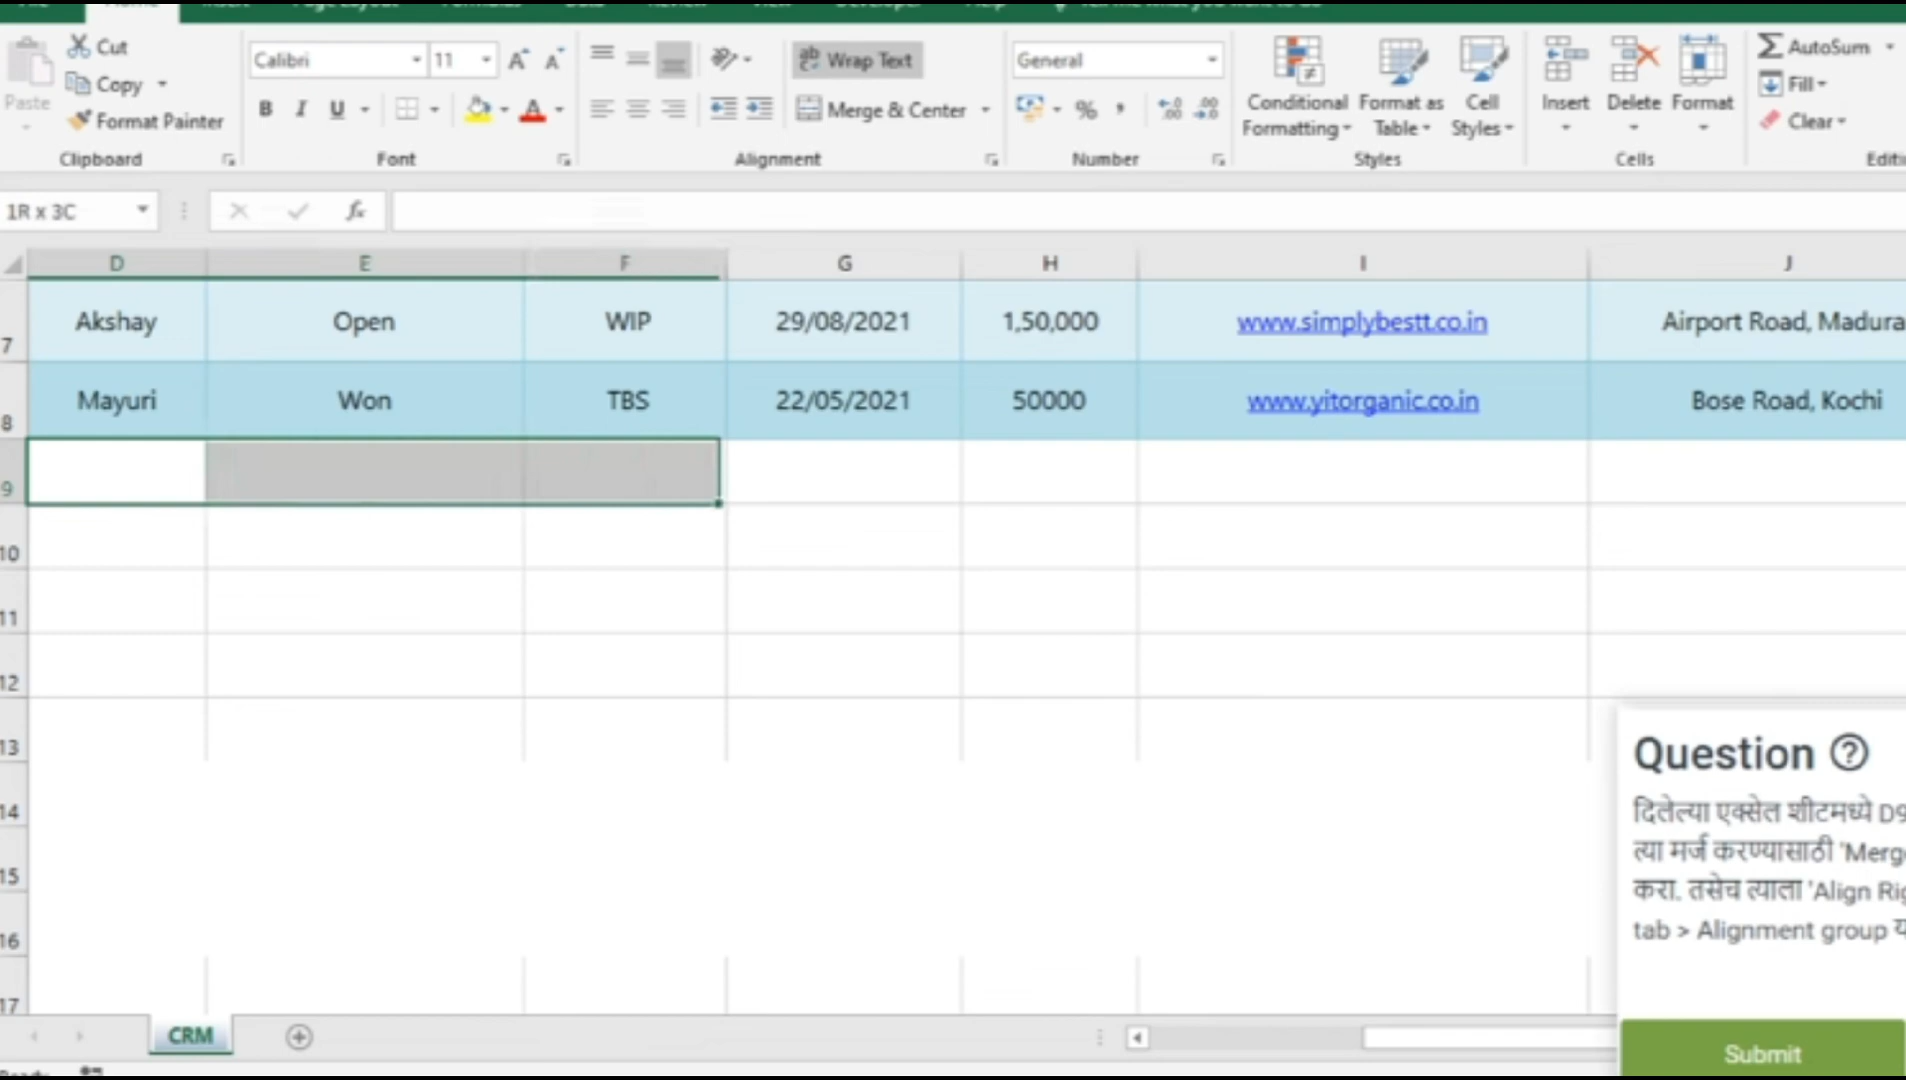 Cut
Copy
Paste
Format Painter
Clipboard
Calibri 11
B I U
Font
Wrap Text
Merge & Center
Alignment
General
%
Number
Conditional Formatting
Format as Table
Cell Styles
Styles
Insert Delete Format
Cells
AutoSum
Fill
Clear
1R x 3C
fx
D E F G H I J
7 Akshay Open WIP 29/08/2021 1,50,000 www.simplybestt.co.in Airport Road, Madura
8 Mayuri Won TBS 22/05/2021 50000 www.yitorganic.co.in Bose Road, Kochi
9
10
11
12
13
14
15
16
17
Question ?
दिलेल्या एक्सेल शीटमध्ये D9
त्या मर्ज करण्यासाठी 'Merg
करा. तसेच त्याला 'Align Rig
tab > Alignment group
Submit
CRM